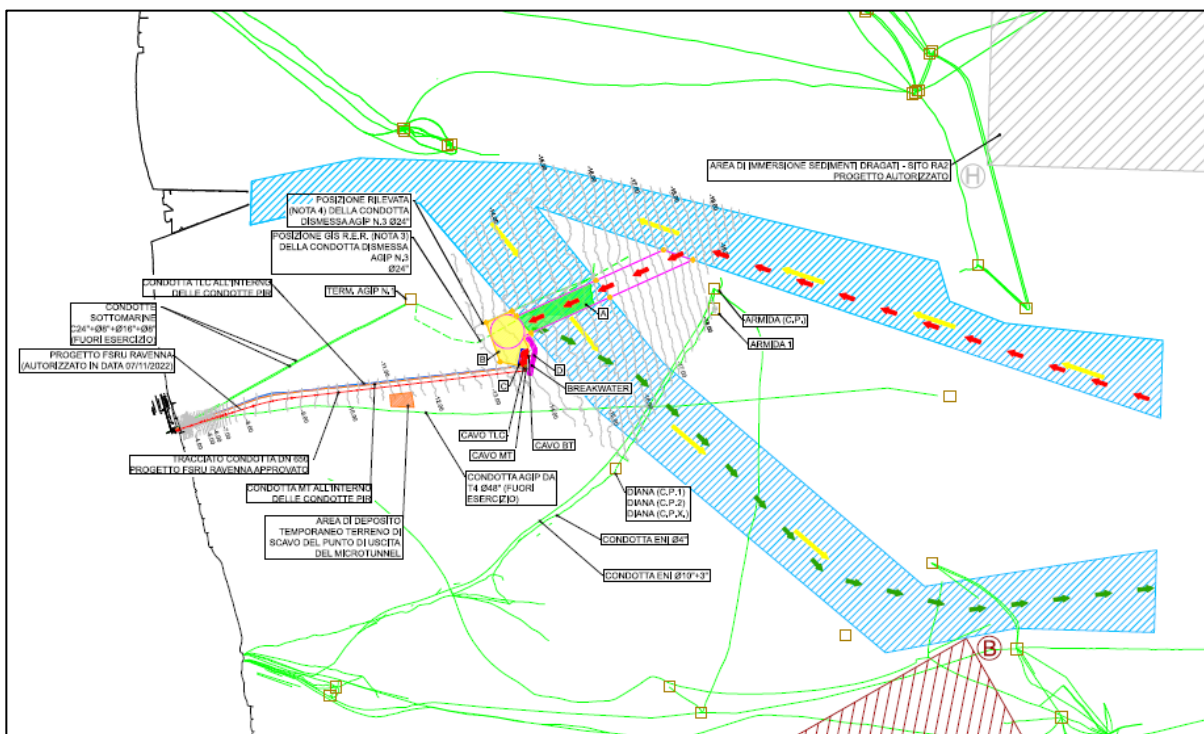 AREA DI IMMERSIONE SEDIMENTI DRAGATI - SITO RA2
PROGETTO AUTORIZZATO
H
POSIZIONE RILEVATA
(NOTA 4) DELLA CONDOTTA
DISMESSA AGIP N.3 Ø24"
POSIZIONE GIS R.E.R. (NOTA 3)
DELLA CONDOTTA DISMESSA
AGIP N.3
Ø24"
CONDOTTA TLC ALL'INTERNO
DELLE CONDOTTE PIR
TERM. AGIP N.1
CONDOTTE
SOTTOMARINE
C24"+Ø8"+Ø16"+Ø8"
(FUORI ESERCIZIO)
PROGETTO FSRU RAVENNA
(AUTORIZZATO IN DATA 07/11/2022)
A
ARMIDA (C.P.)
ARMIDA 1
B
C
D
BREAKWATER
CAVO TLC
CAVO MT
CAVO BT
TRACCIATO CONDOTTA DN 650
PROGETTO FSRU RAVENNA APPROVATO
CONDOTTA MT ALL'INTERNO
DELLE CONDOTTE PIR
AREA DI DEPOSITO
TEMPORANEO TERRENO DI
SCAVO DEL PUNTO DI USCITA
DEL MICROTUNNEL
CONDOTTA AGIP DA
T4 Ø48" (FUORI
ESERCIZIO)
DIANA (C.P.1)
DIANA (C.P.2)
DIANA (C.P.X.)
CONDOTTA ENI Ø4"
CONDOTTA ENI Ø10"+3"
B